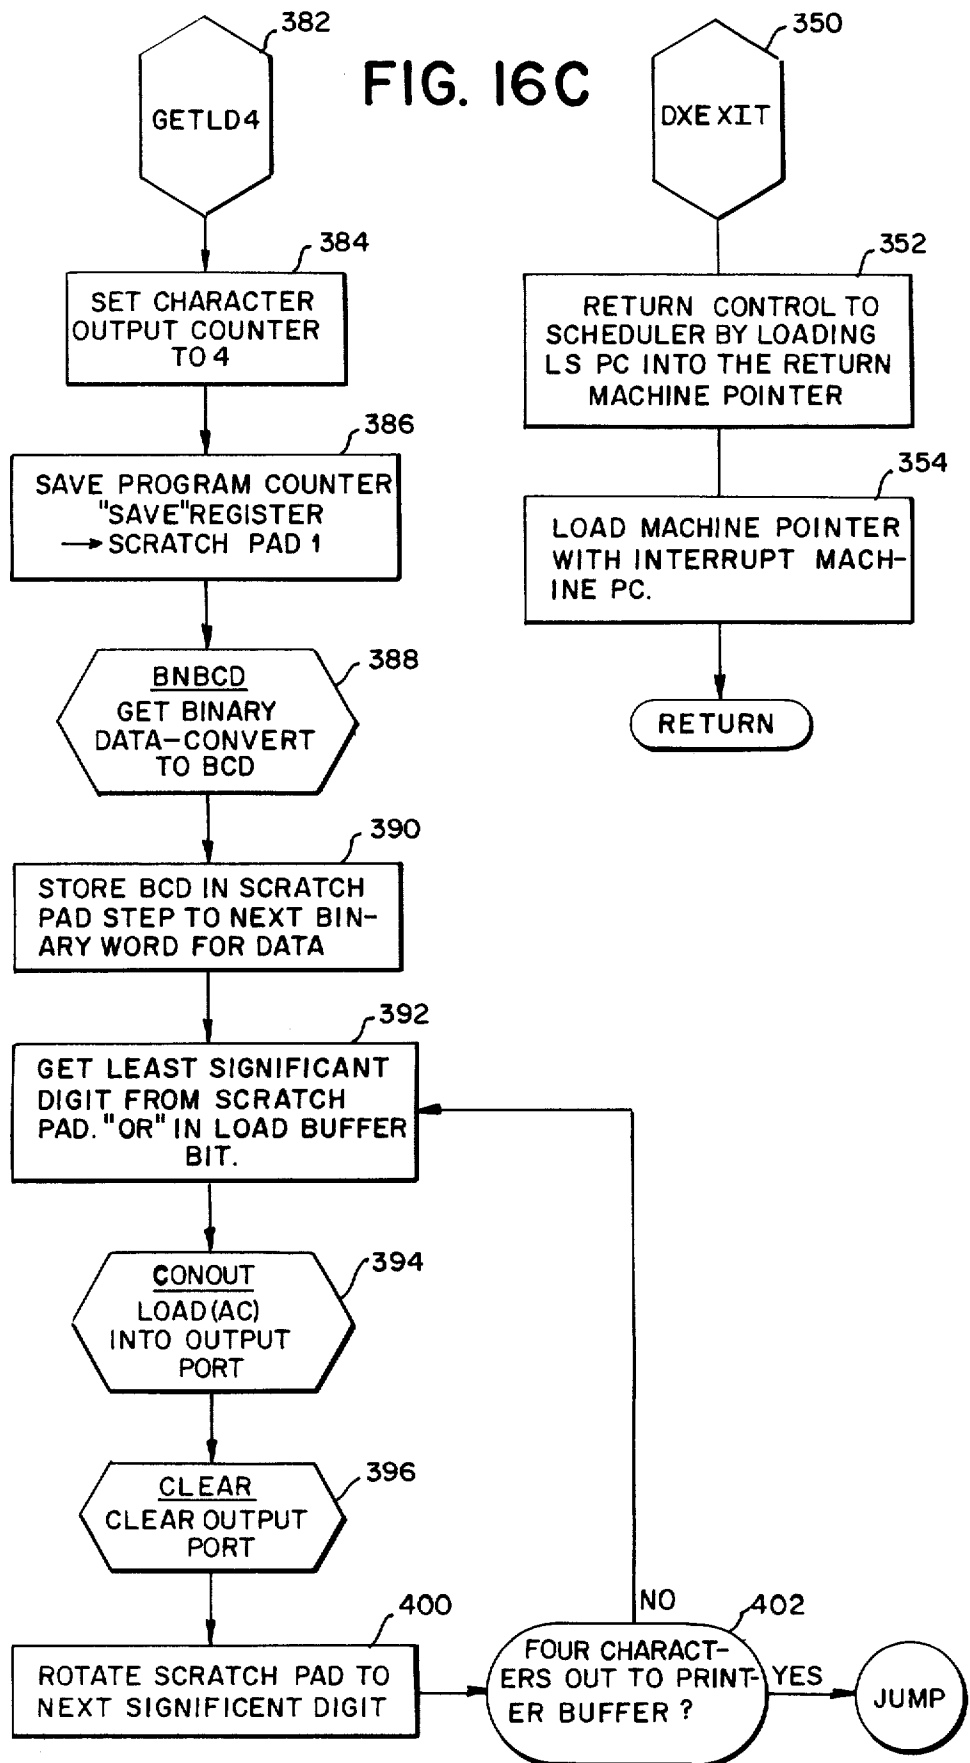 382
GETLD4
FIG. 16C
350
DXEXIT
384
SET CHARACTER
OUTPUT COUNTER
TO 4
386
SAVE PROGRAM COUNTER
"SAVE" REGISTER
→ SCRATCH PAD 1
388
BNBCD
GET BINARY
DATA-CONVERT
TO BCD
390
STORE BCD IN SCRATCH
PAD STEP TO NEXT BIN-
ARY WORD FOR DATA
392
GET LEAST SIGNIFICANT
DIGIT FROM SCRATCH
PAD. "OR" IN LOAD BUFFER
BIT.
394
CONOUT
LOAD (AC)
INTO OUTPUT
PORT
396
CLEAR
CLEAR OUTPUT
PORT
400
ROTATE SCRATCH PAD TO
NEXT SIGNIFICENT DIGIT
402
FOUR CHARACT-
ERS OUT TO PRINT-
ER BUFFER ?
NO
YES
JUMP
352
RETURN CONTROL TO
SCHEDULER BY LOADING
LS PC INTO THE RETURN
MACHINE POINTER
354
LOAD MACHINE POINTER
WITH INTERRUPT MACH-
INE PC.
RETURN